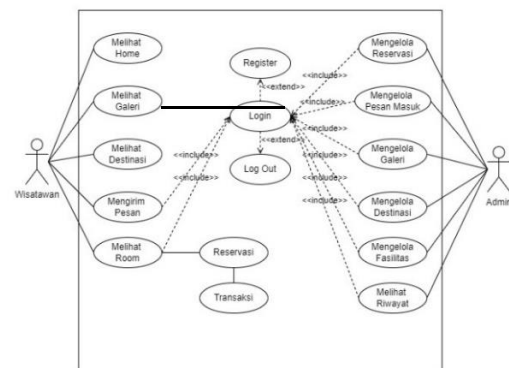 Melihat
Home
Melihat
Galeri
Melihat
Destinasi
Mengirim
Pesan
Melihat
Room
Wisatawan
Register
<<extend>>
Login
<<extend>>
Log Out
<<include>>
<<include>>
Reservasi
Transaksi
<<include>>
<<include>>
<<include>>
<<include>>
<<include>>
<<include>>
Mengelola
Reservasi
Mengelola
Pesan Masuk
Mengelola
Galeri
Mengelola
Destinasi
Mengelola
Fasilitas
Melihat
Riwayat
Admin